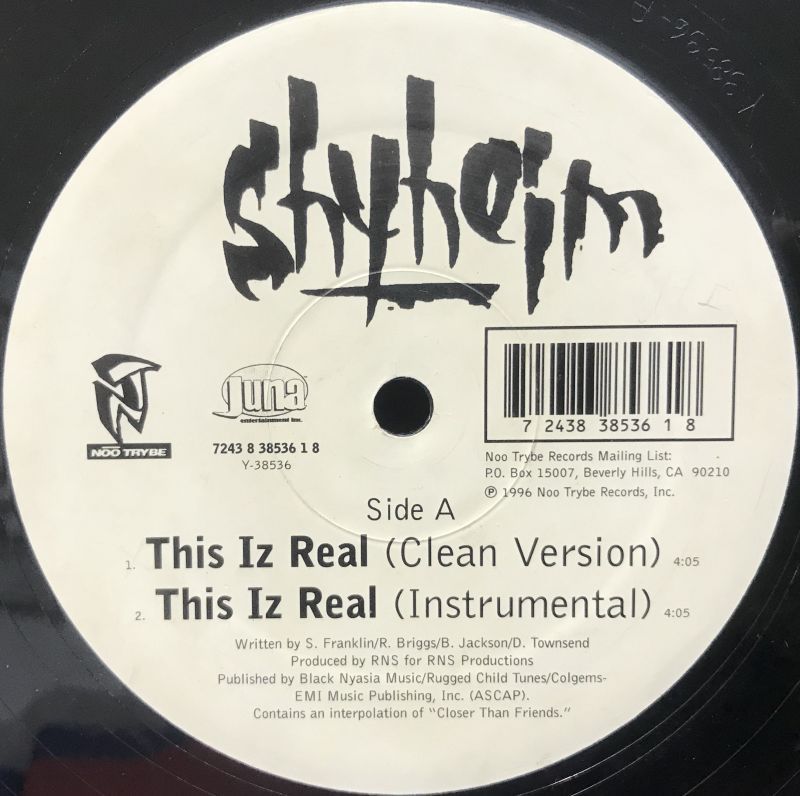 Y 38536-A
shyheim
Juna
entertainment inc.
NOO TRYBE
7243 8 38536 1 8
Y-38536
7 2438 38536 1 8
Noo Trybe Records Mailing List:
P.O. Box 15007, Beverly Hills, CA 90210
℗ 1996 Noo Trybe Records, Inc.
Side A
1. This Iz Real (Clean Version) 4:05
2. This Iz Real (Instrumental) 4:05
Written by S. Franklin/R. Briggs/B. Jackson/D. Townsend
Produced by RNS for RNS Productions
Published by Black Nyasia Music/Rugged Child Tunes/Colgems-
EMI Music Publishing, Inc. (ASCAP).
Contains an interpolation of "Closer Than Friends."